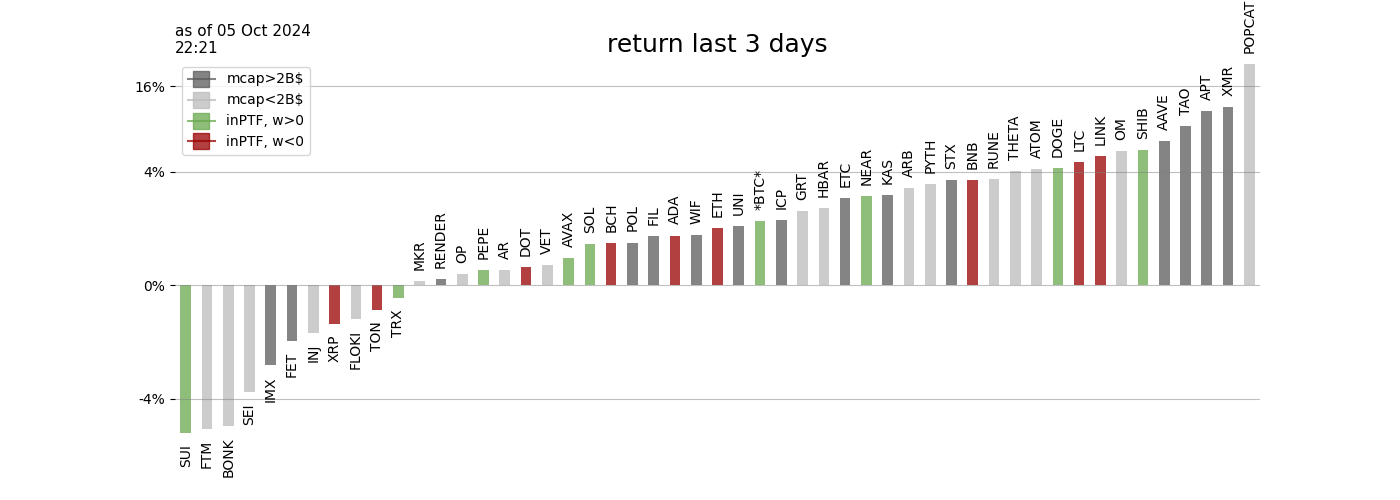 as of 05 Oct 2024
22:21
return last 3 days
mcap>2B$
mcap<2B$
inPTF, w>0
inPTF, w<0
16%
4%
0%
-4%
SUI
FTM
BONK
SEI
IMX
FET
INJ
XRP
FLOKI
TON
TRX
MKR
RENDER
OP
PEPE
AR
DOT
VET
AVAX
SOL
BCH
POL
FIL
ADA
WIF
ETH
UNI
*BTC*
ICP
GRT
HBAR
ETC
NEAR
KAS
ARB
PYTH
STX
BNB
RUNE
THETA
ATOM
DOGE
LTC
LINK
OM
SHIB
AAVE
TAO
APT
XMR
POPCAT